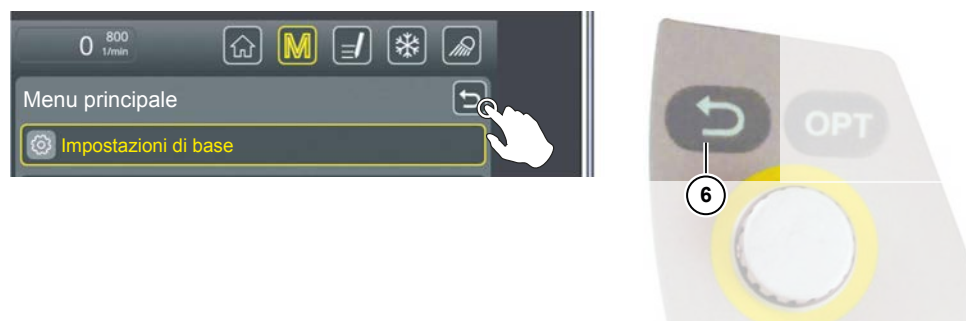 0 800 1/min
M
Menu principale
Impostazioni di base
OPT
6